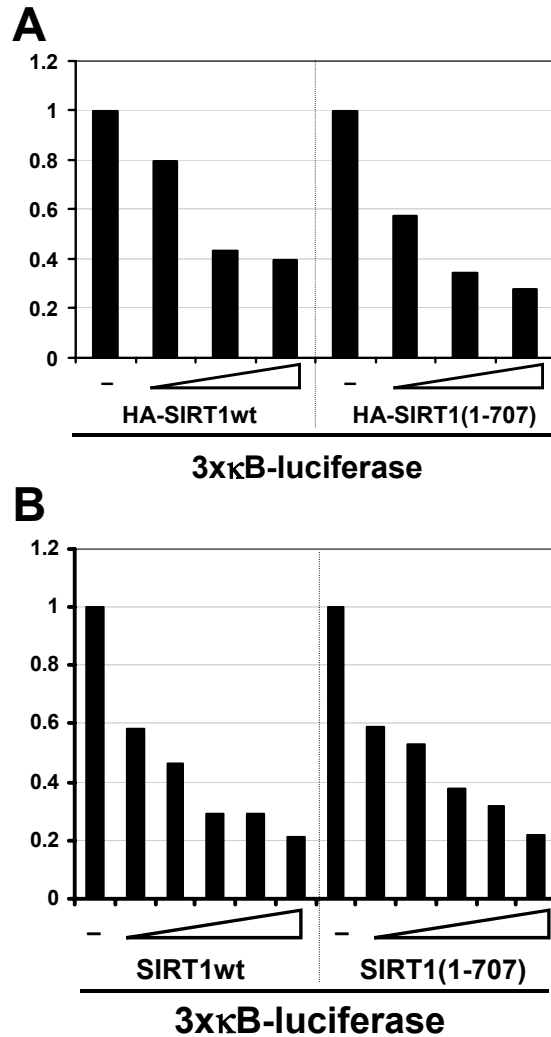 A
1.2
1
0.8
0.6
0.4
0.2
0
– –
HA-SIRT1wt HA-SIRT1(1-707)
3xκB-luciferase
B
1.2
1
0.8
0.6
0.4
0.2
0
– –
SIRT1wt SIRT1(1-707)
3xκB-luciferase